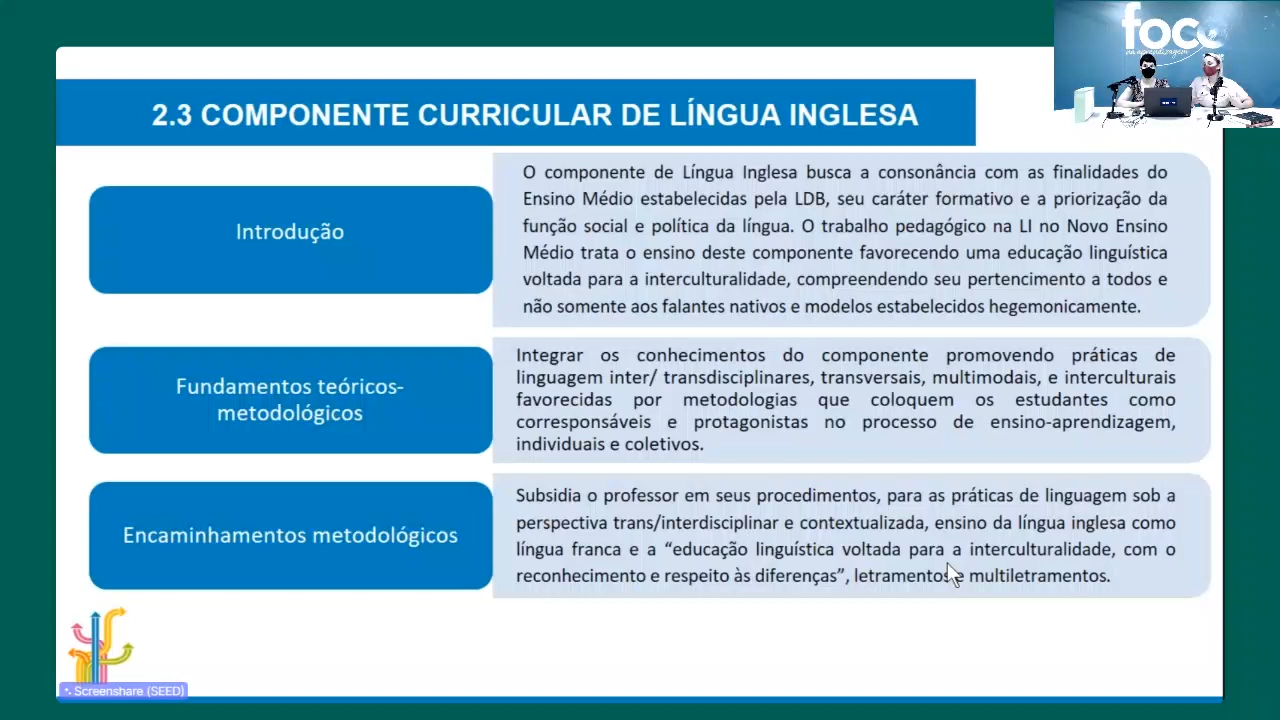 foco
na aprendizagem
2.3 COMPONENTE CURRICULAR DE LÍNGUA INGLESA
Introdução
O componente de Língua Inglesa busca a consonância com as finalidades do
Ensino Médio estabelecidas pela LDB, seu caráter formativo e a priorização da
função social e política da língua. O trabalho pedagógico na LI no Novo Ensino
Médio trata o ensino deste componente favorecendo uma educação linguística
voltada para a interculturalidade, compreendendo seu pertencimento a todos e
não somente aos falantes nativos e modelos estabelecidos hegemonicamente.
Fundamentos teóricos-
metodológicos
Integrar os conhecimentos do componente promovendo práticas de
linguagem inter/ transdisciplinares, transversais, multimodais, e interculturais
favorecidas por metodologias que coloquem os estudantes como
corresponsáveis e protagonistas no processo de ensino-aprendizagem,
individuais e coletivos.
Encaminhamentos metodológicos
Subsidia o professor em seus procedimentos, para as práticas de linguagem sob a
perspectiva trans/interdisciplinar e contextualizada, ensino da língua inglesa como
língua franca e a “educação linguística voltada para a interculturalidade, com o
reconhecimento e respeito às diferenças”, letramentos e multiletramentos.
Screenshare (SEED)